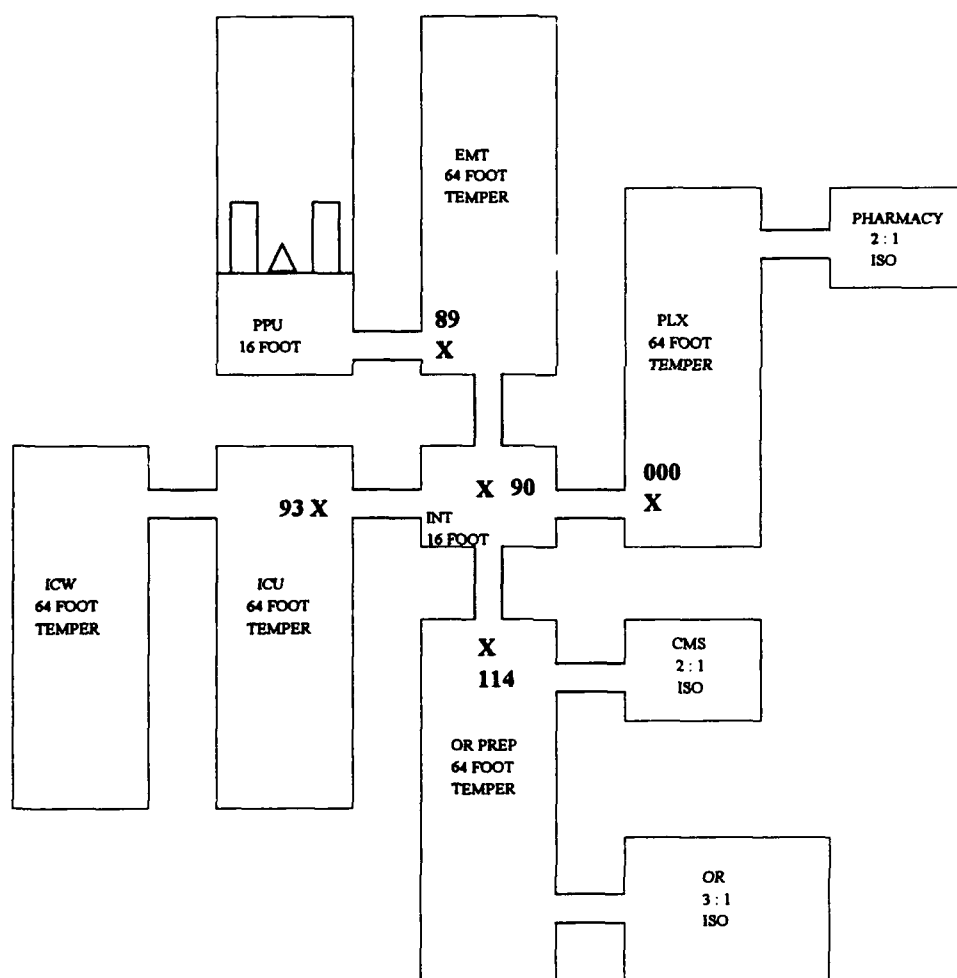 EMT
64 FOOT
TEMPER
PHARMACY
2 : 1
ISO
PPU
16 FOOT
89
X
PLX
64 FOOT
TEMPER
93 X
X 90
INT
16 FOOT
000
X
ICW
64 FOOT
TEMPER
ICU
64 FOOT
TEMPER
X
114
CMS
2 : 1
ISO
OR PREP
64 FOOT
TEMPER
OR
3 : 1
ISO